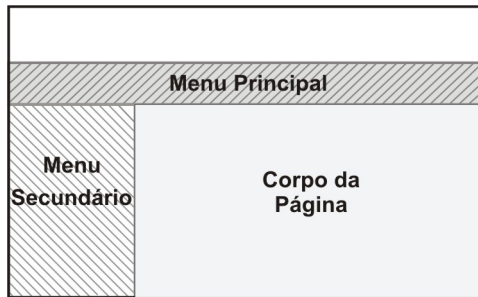 Menu Principal
Menu
Secundário
Corpo da
Página